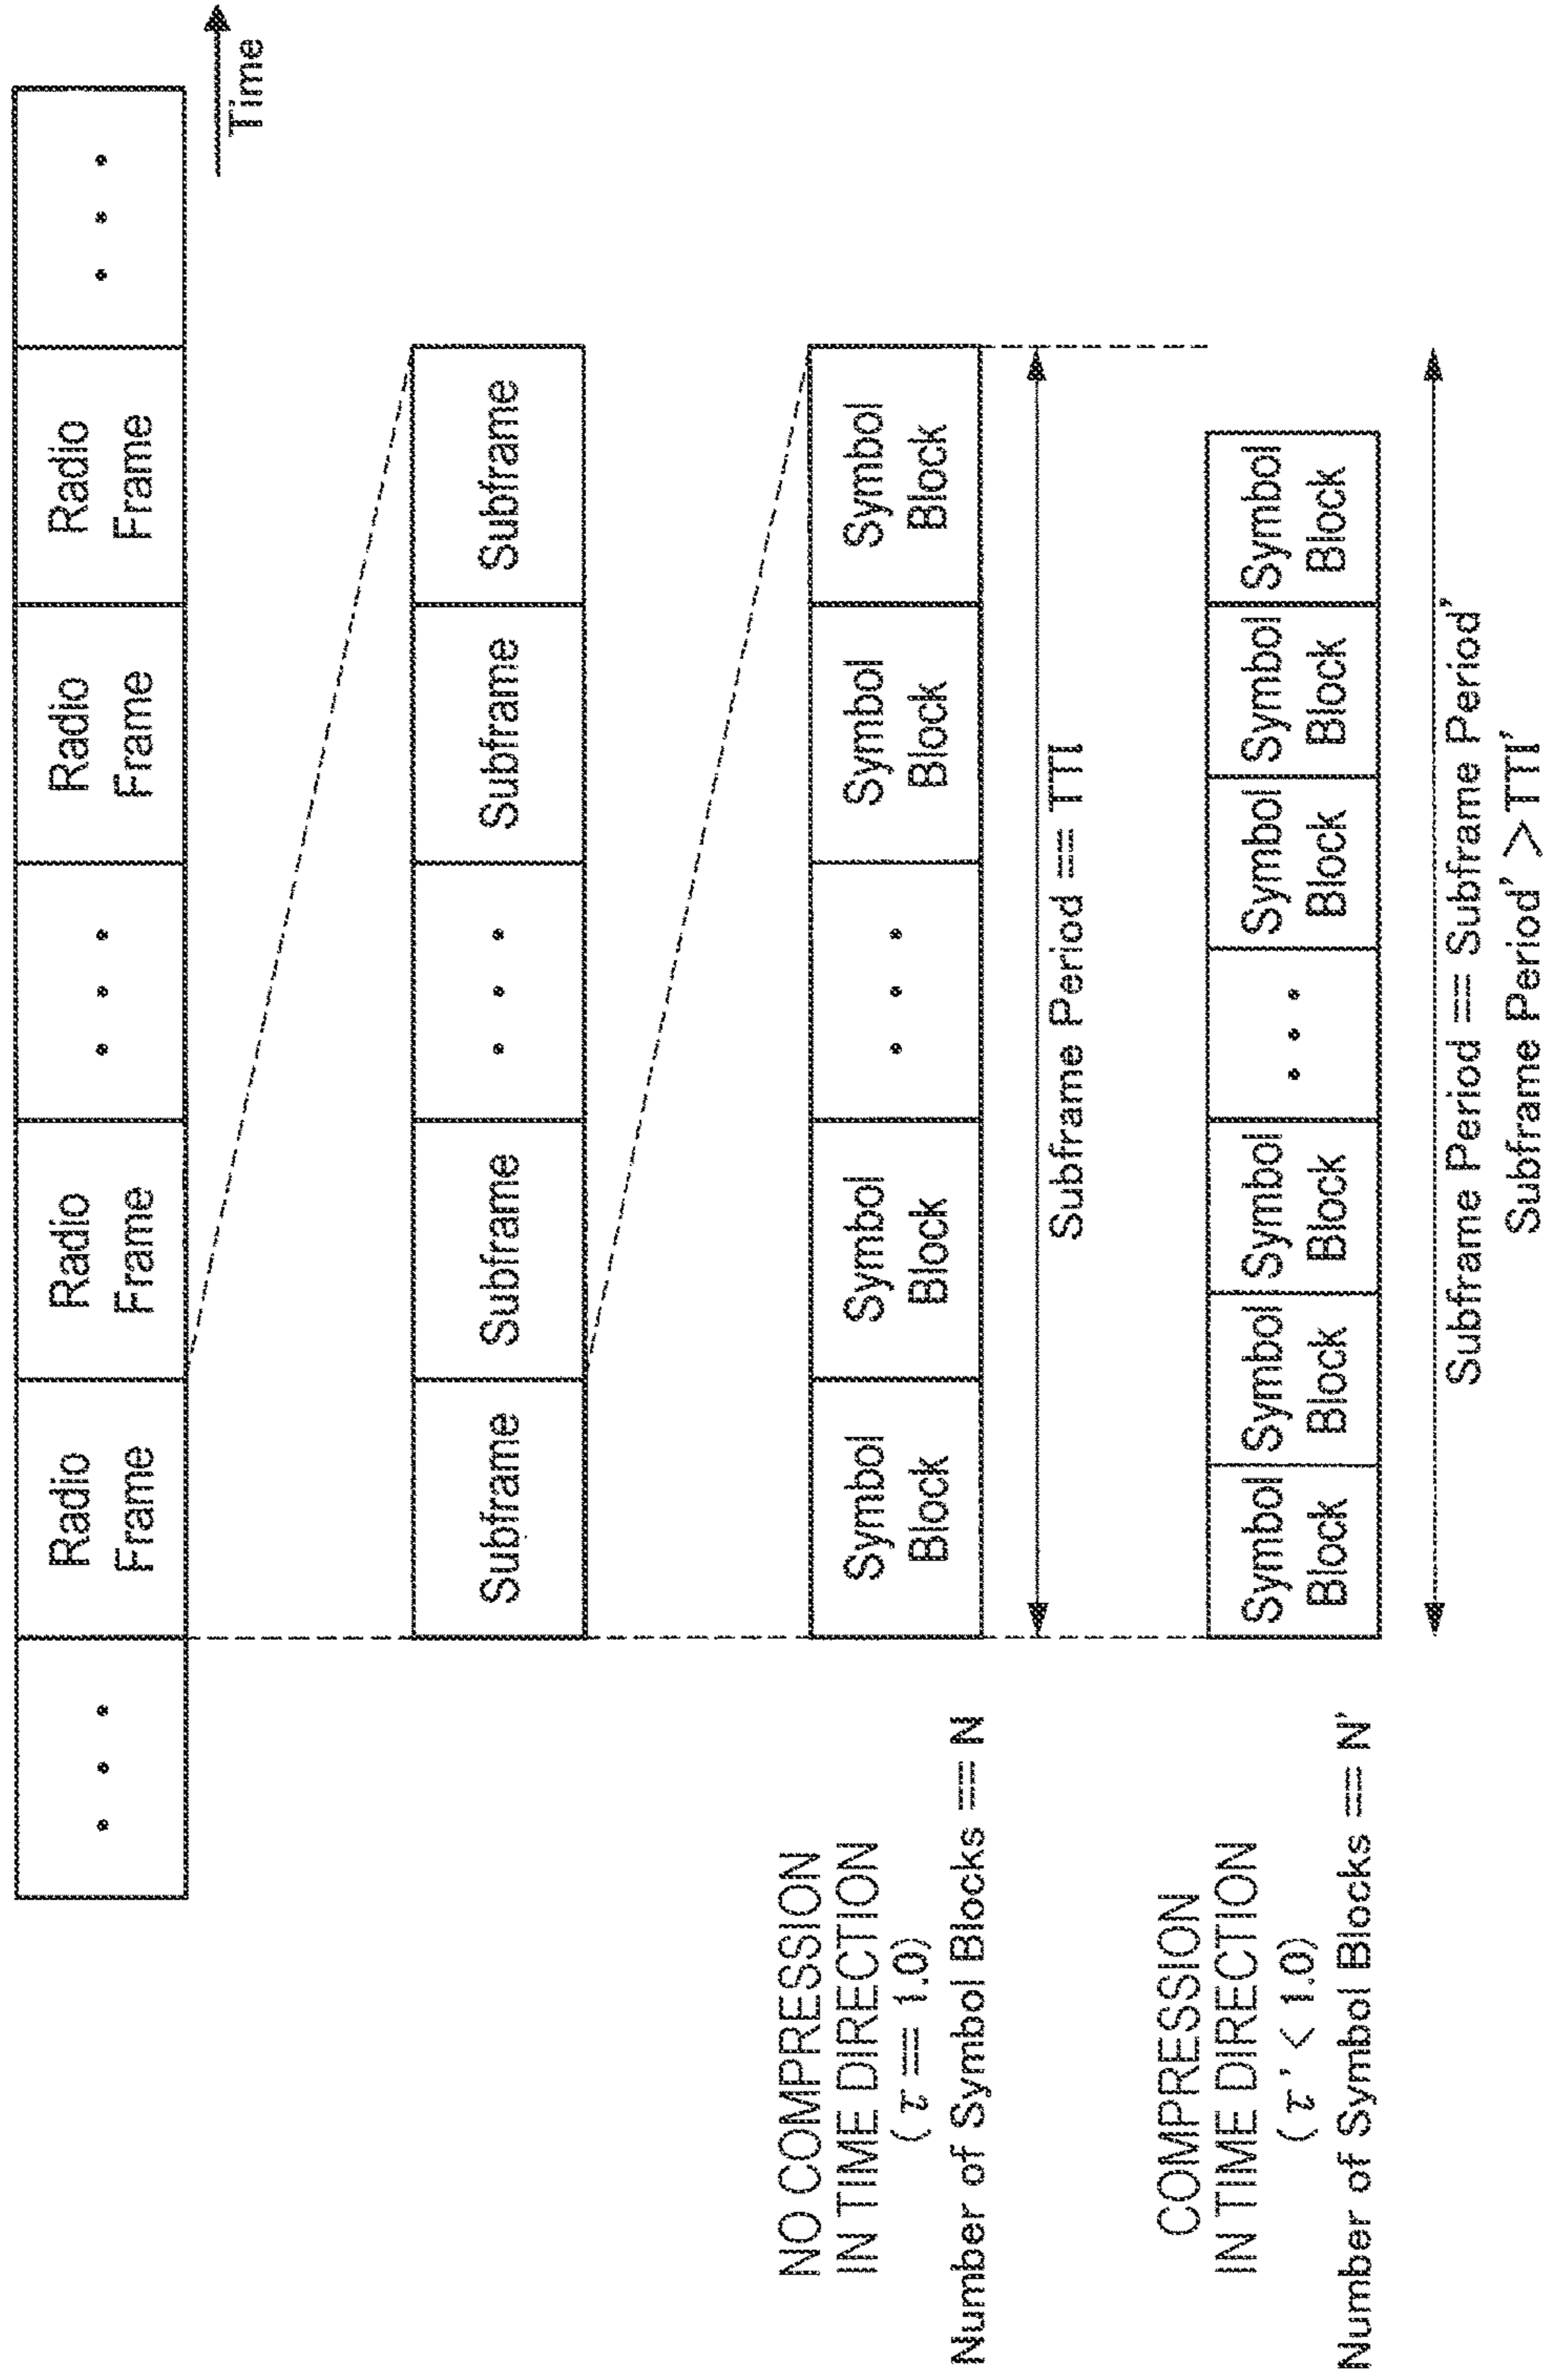 • • •
Radio
Frame
Radio
Frame
• • •
Radio
Frame
Radio
Frame
• • •
Time
Subframe
Subframe
• • •
Subframe
Subframe
NO COMPRESSION
IN TIME DIRECTION
(τ == 1.0)
Number of Symbol Blocks == N
Symbol
Block
Symbol
Block
• • •
Symbol
Block
Symbol
Block
Subframe Period == TTI
COMPRESSION
IN TIME DIRECTION
(τ' < 1.0)
Number of Symbol Blocks == N'
Symbol
Block
Symbol
Block
Symbol
Block
• • •
Symbol
Block
Symbol
Block
Symbol
Block
Subframe Period == Subframe Period'
Subframe Period' > TTI'